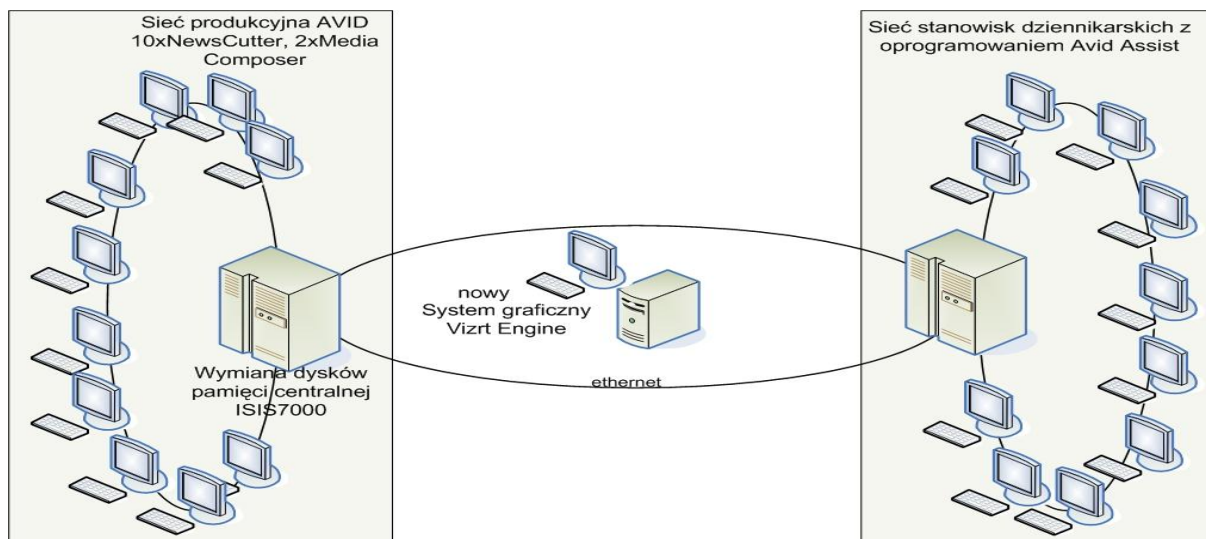 Sieć produkcyjna AVID
10xNewsCutter, 2xMedia
Composer
Wymiana dysków
pamięci centralnej
ISIS7000
nowy
System graficzny
Vizrt Engine
ethernet
Sieć stanowisk dziennikarskich z
oprogramowaniem Avid Assist